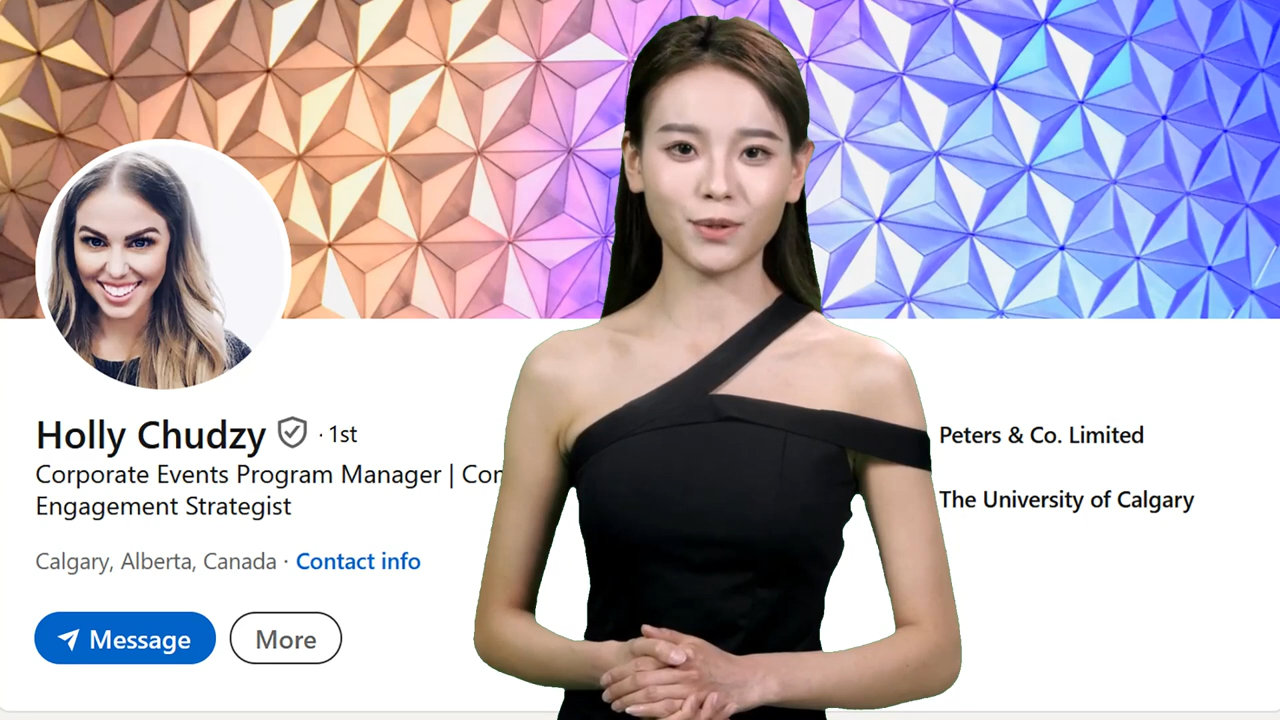 Holly Chudzy · 1st
Corporate Events Program Manager |
Engagement Strategist
Calgary, Alberta, Canada · Contact info
Message
More
Peters & Co. Limited
The University of Calgary